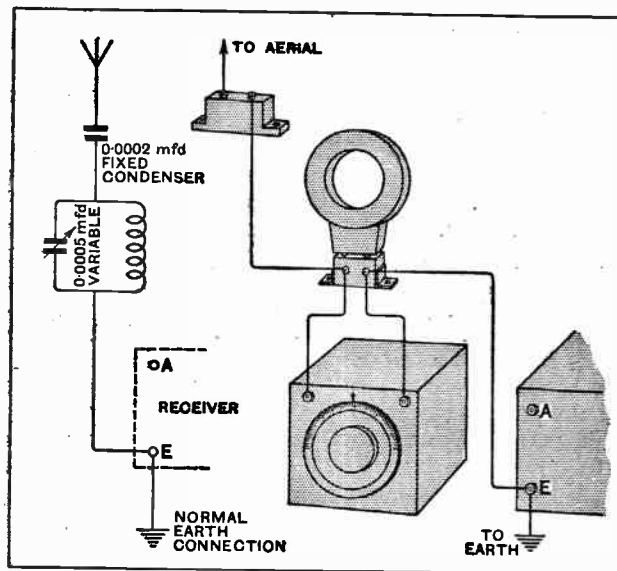 TO AERIAL
0·0002 mfd
FIXED
CONDENSER
0·0005 mfd
VARIABLE
A
RECEIVER
E
NORMAL
EARTH
CONNECTION
A
E
TO
EARTH